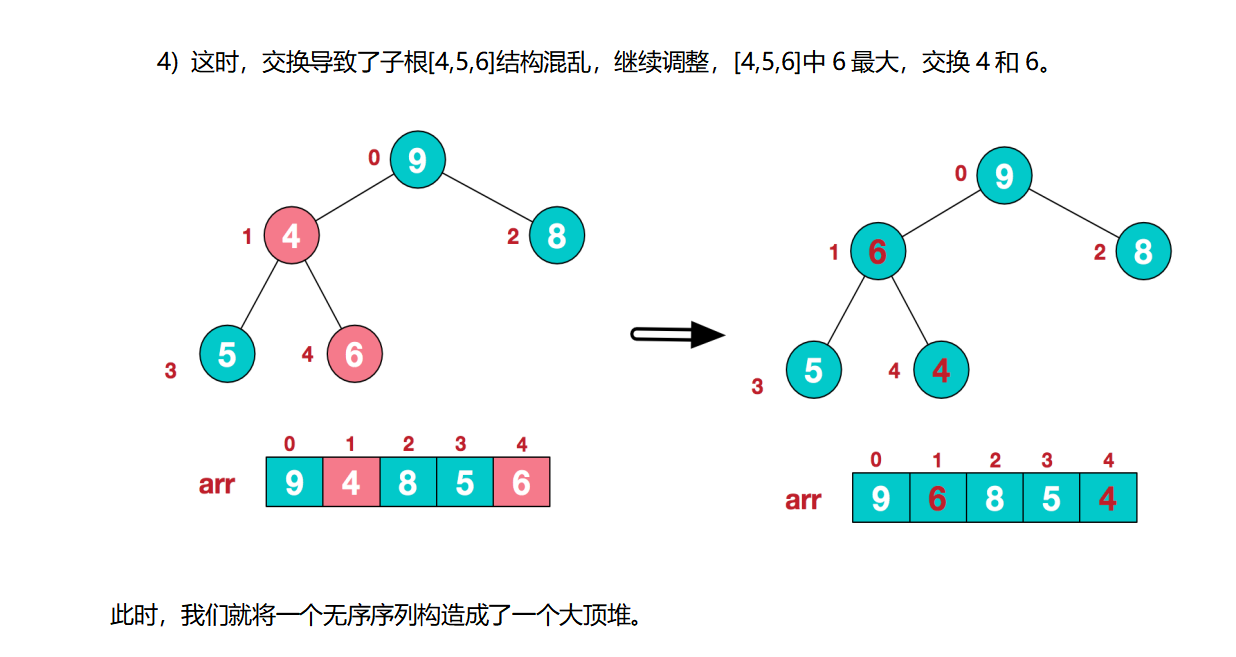 4) 这时，交换导致了子根[4,5,6]结构混乱，继续调整，[4,5,6]中 6 最大，交换 4 和 6。
0 9
0 9
1 4 2 8
1 6 2 8
3 5 4 6
3 5 4 4
0 1 2 3 4
arr 9 4 8 5 6
0 1 2 3 4
arr 9 6 8 5 4
此时，我们就将一个无序序列构造成了一个大顶堆。